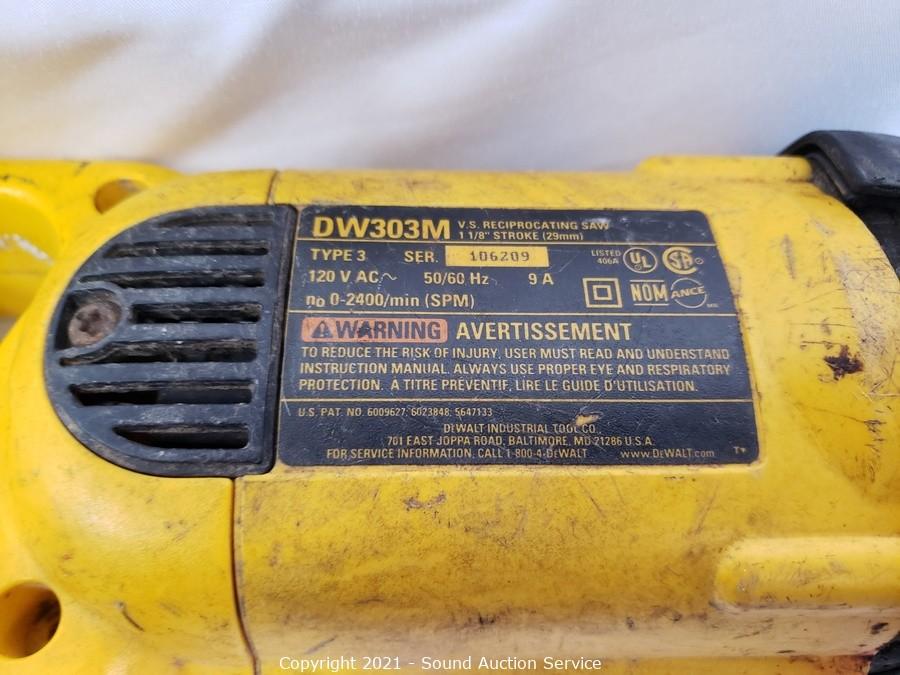 DW303M V.S. RECIPROCATING SAW
1 1/8" STROKE (29mm)
TYPE 3 SER. 106209 LISTED 406A UL SA
120 V AC~ 50/60 Hz 9 A
no 0-2400/min (SPM) NOM ANCE
WARNING AVERTISSEMENT
TO REDUCE THE RISK OF INJURY, USER MUST READ AND UNDERSTAND
INSTRUCTION MANUAL. ALWAYS USE PROPER EYE AND RESPIRATORY
PROTECTION. À TITRE PRÉVENTIF, LIRE LE GUIDE D'UTILISATION.
U.S. PAT. NO. 6009627, 6023848, 5647133
DEWALT INDUSTRIAL TOOL CO.,
701 EAST JOPPA ROAD, BALTIMORE, MD 21286 U.S.A.
FOR SERVICE INFORMATION, CALL 1-800-4-DEWALT www.DEWALT.com
Copyright 2021 - Sound Auction Service